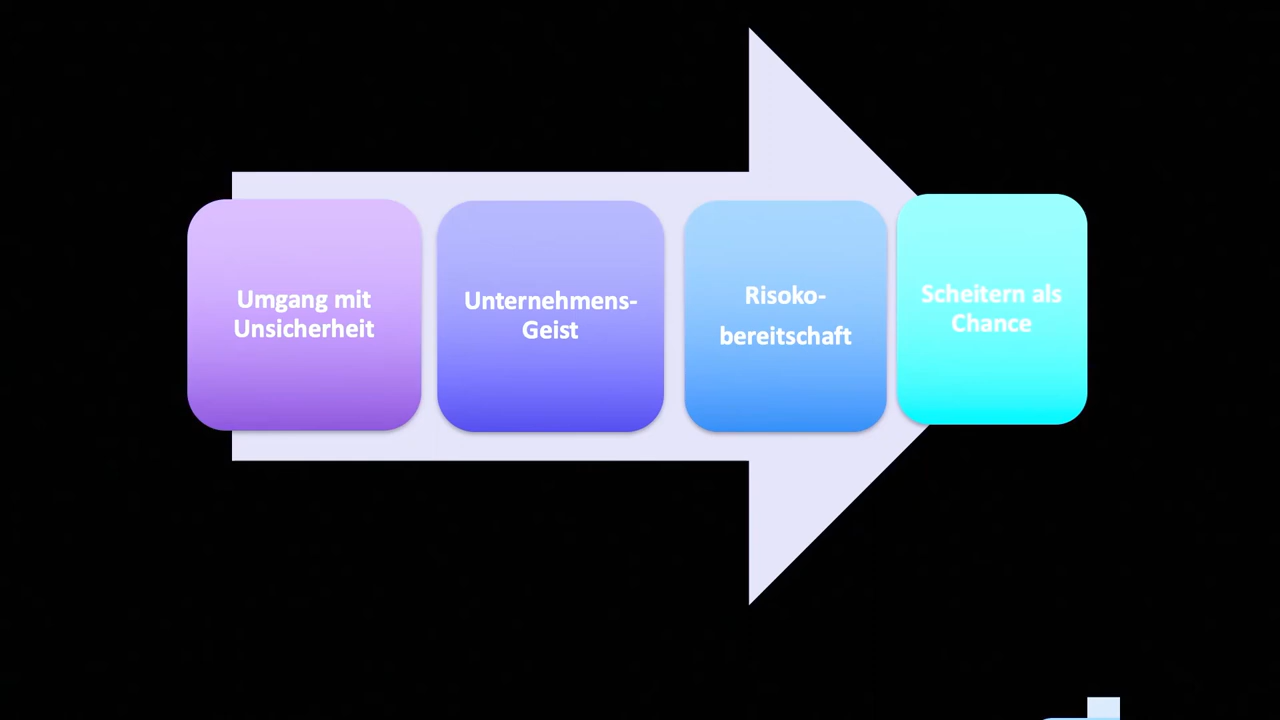 Umgang mit
Unsicherheit
Unternehmens-
Geist
Risoko-
bereitschaft
Scheitern als
Chance